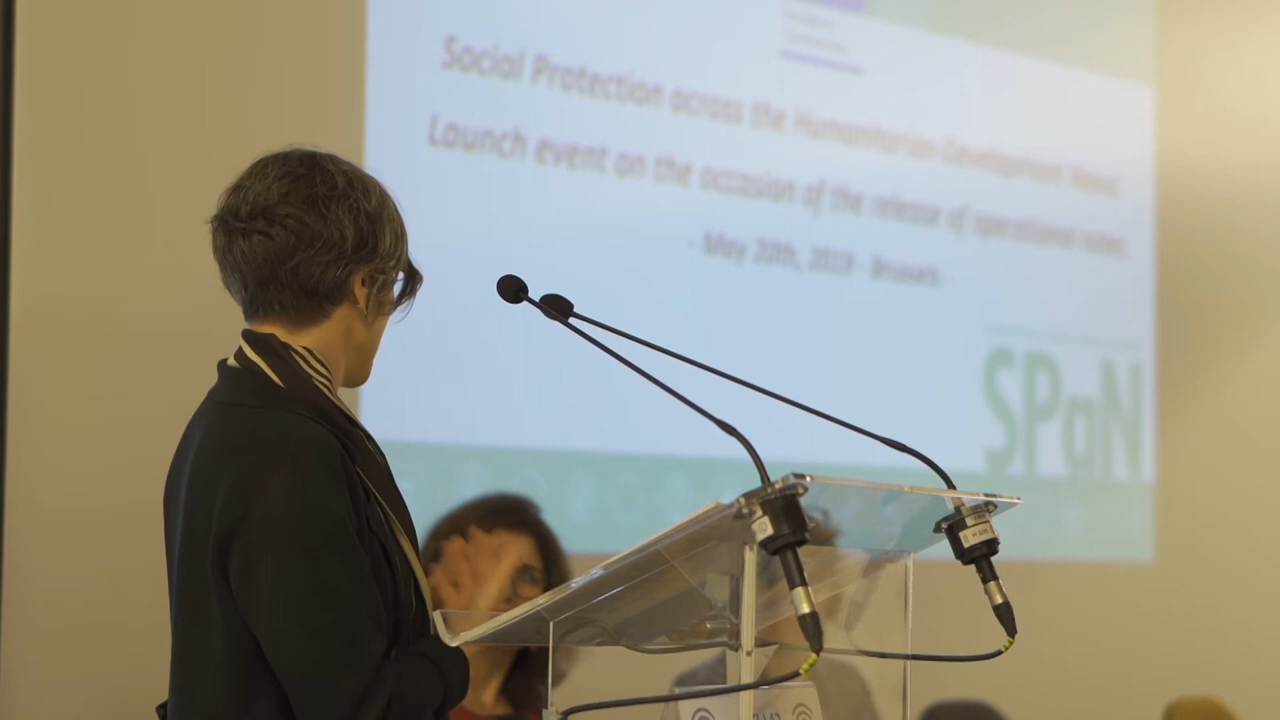 Social Protection across the Humanitarian-Development Nexus
Launch event on the occasion of the release of operational notes
- May 20th, 2019 - Brussels -
SPaN